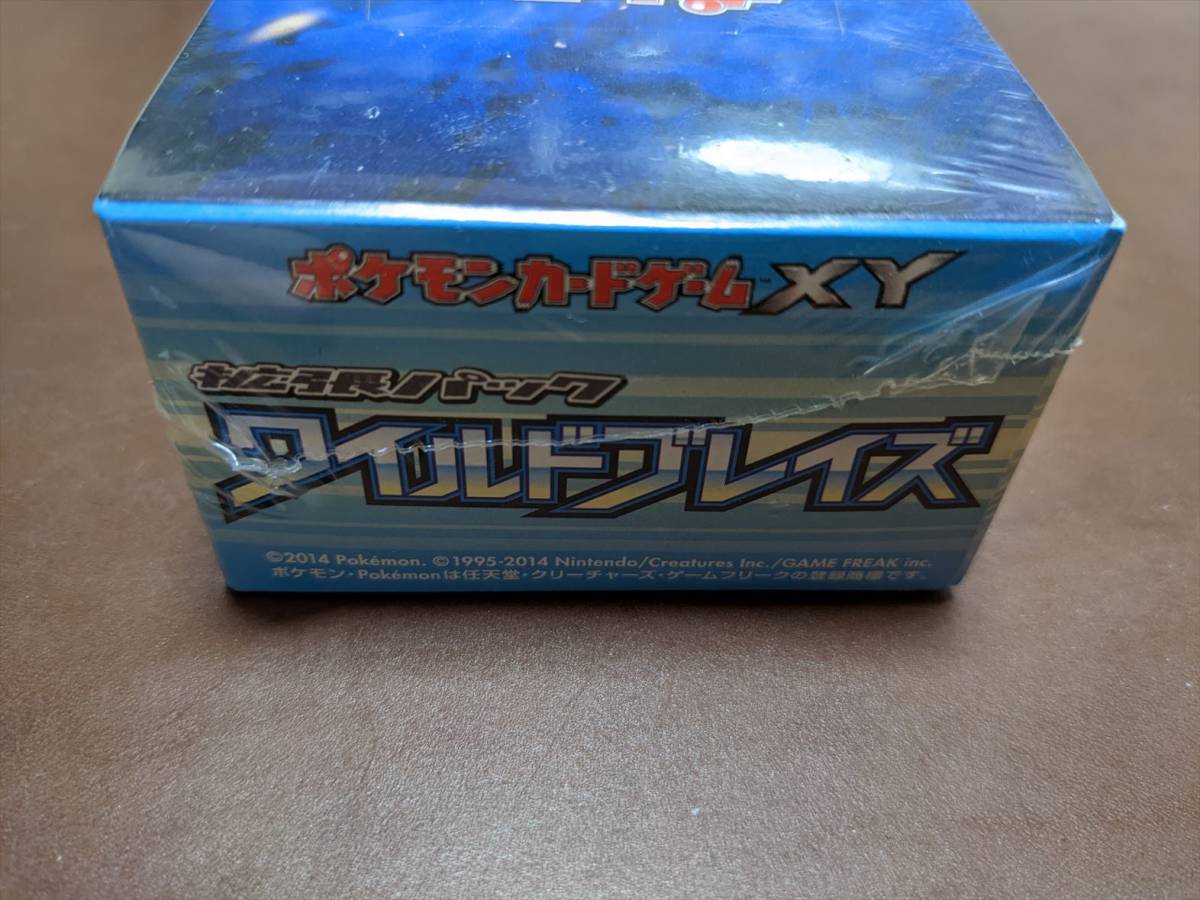 ポケモンカードゲーム™XY
拡張パック
ワイルドブレイズ
©2014 Pokémon. ©1995-2014 Nintendo/Creatures Inc./GAME FREAK inc.
ポケモン・Pokémonは任天堂・クリーチャーズ・ゲームフリークの登録商標です。